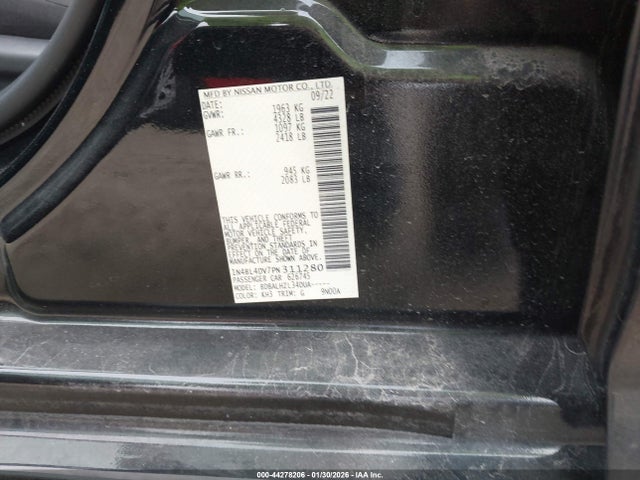 MFD BY NISSAN MOTOR CO., LTD.
DATE: 09/22
GVWR: 1963 KG
4328 LB
GAWR FR.: 1097 KG
2418 LB
GAWR RR.: 945 KG
2083 LB
THIS VEHICLE CONFORMS TO
ALL APPLICABLE FEDERAL
MOTOR VEHICLE SAFETY,
BUMPER, AND THEFT
PREVENTION STANDARDS IN
EFFECT ON THE DATE OF
MANUFACTURE SHOWN ABOVE.
1N4BL4DV7PN311280
PASSENGER CAR 626745
MODEL: BDBALHZL34DUA-----
COLOR: KH3 TRIM: G 9N00A
000-44278206 - 01/30/2026 - IAA Inc.